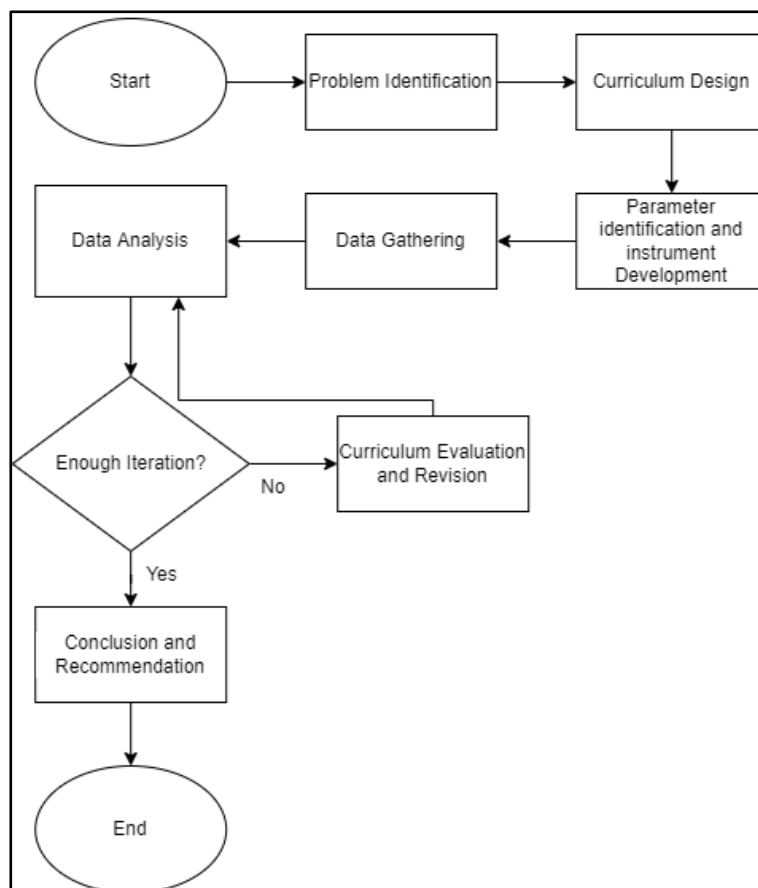 Start
Problem Identification
Curriculum Design
Parameter
identification and
instrument
Development
Data Gathering
Data Analysis
Enough Iteration?
No
Curriculum Evaluation
and Revision
Yes
Conclusion and
Recommendation
End